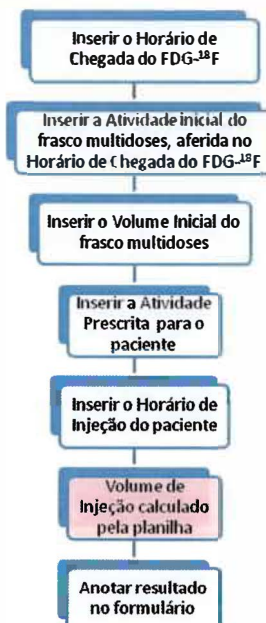 Inserir o Horário de
Chegada do FDG-¹⁸F
Inserir a Atividade inicial do
frasco multidoses, aferida no
Horário de Chegada do FDG-¹⁸F
Inserir o Volume Inicial do
frasco multidoses
Inserir a Atividade
Prescrita para o
paciente
Inserir o Horário de
Injeção do paciente
Volume de
Injeção calculado
pela planilha
Anotar resultado
no formulário